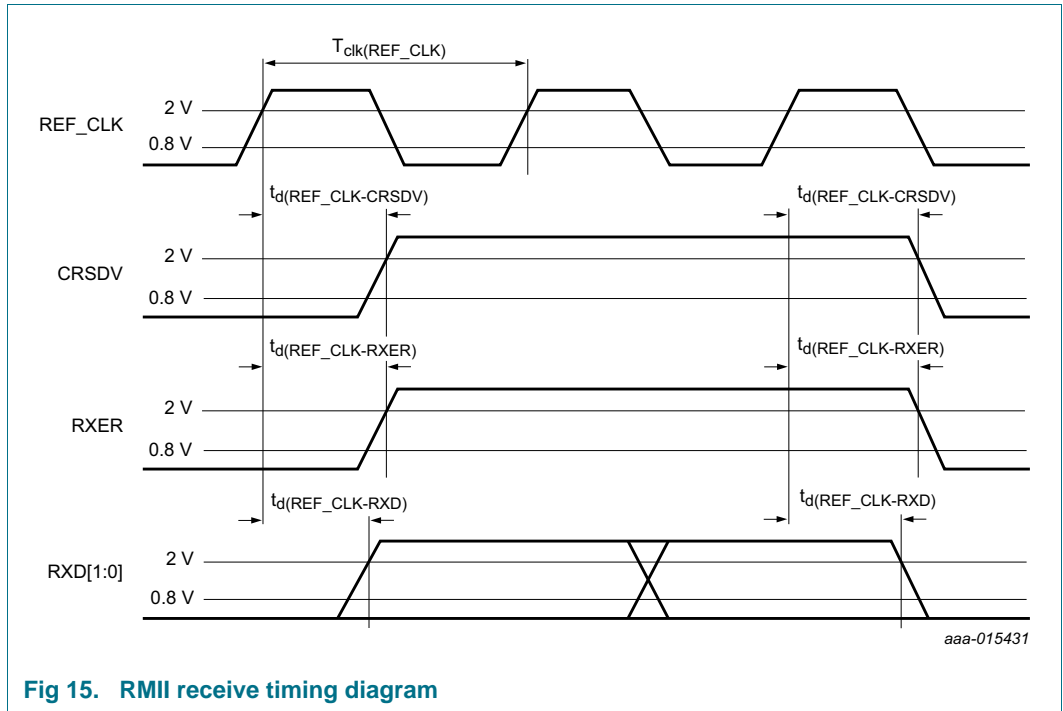 Tclk(REF_CLK)
REF_CLK
2 V
0.8 V
td(REF_CLK-CRSDV)
td(REF_CLK-CRSDV)
CRSDV
2 V
0.8 V
td(REF_CLK-RXER)
td(REF_CLK-RXER)
RXER
2 V
0.8 V
td(REF_CLK-RXD)
td(REF_CLK-RXD)
RXD[1:0]
2 V
0.8 V
aaa-015431
Fig 15. RMII receive timing diagram